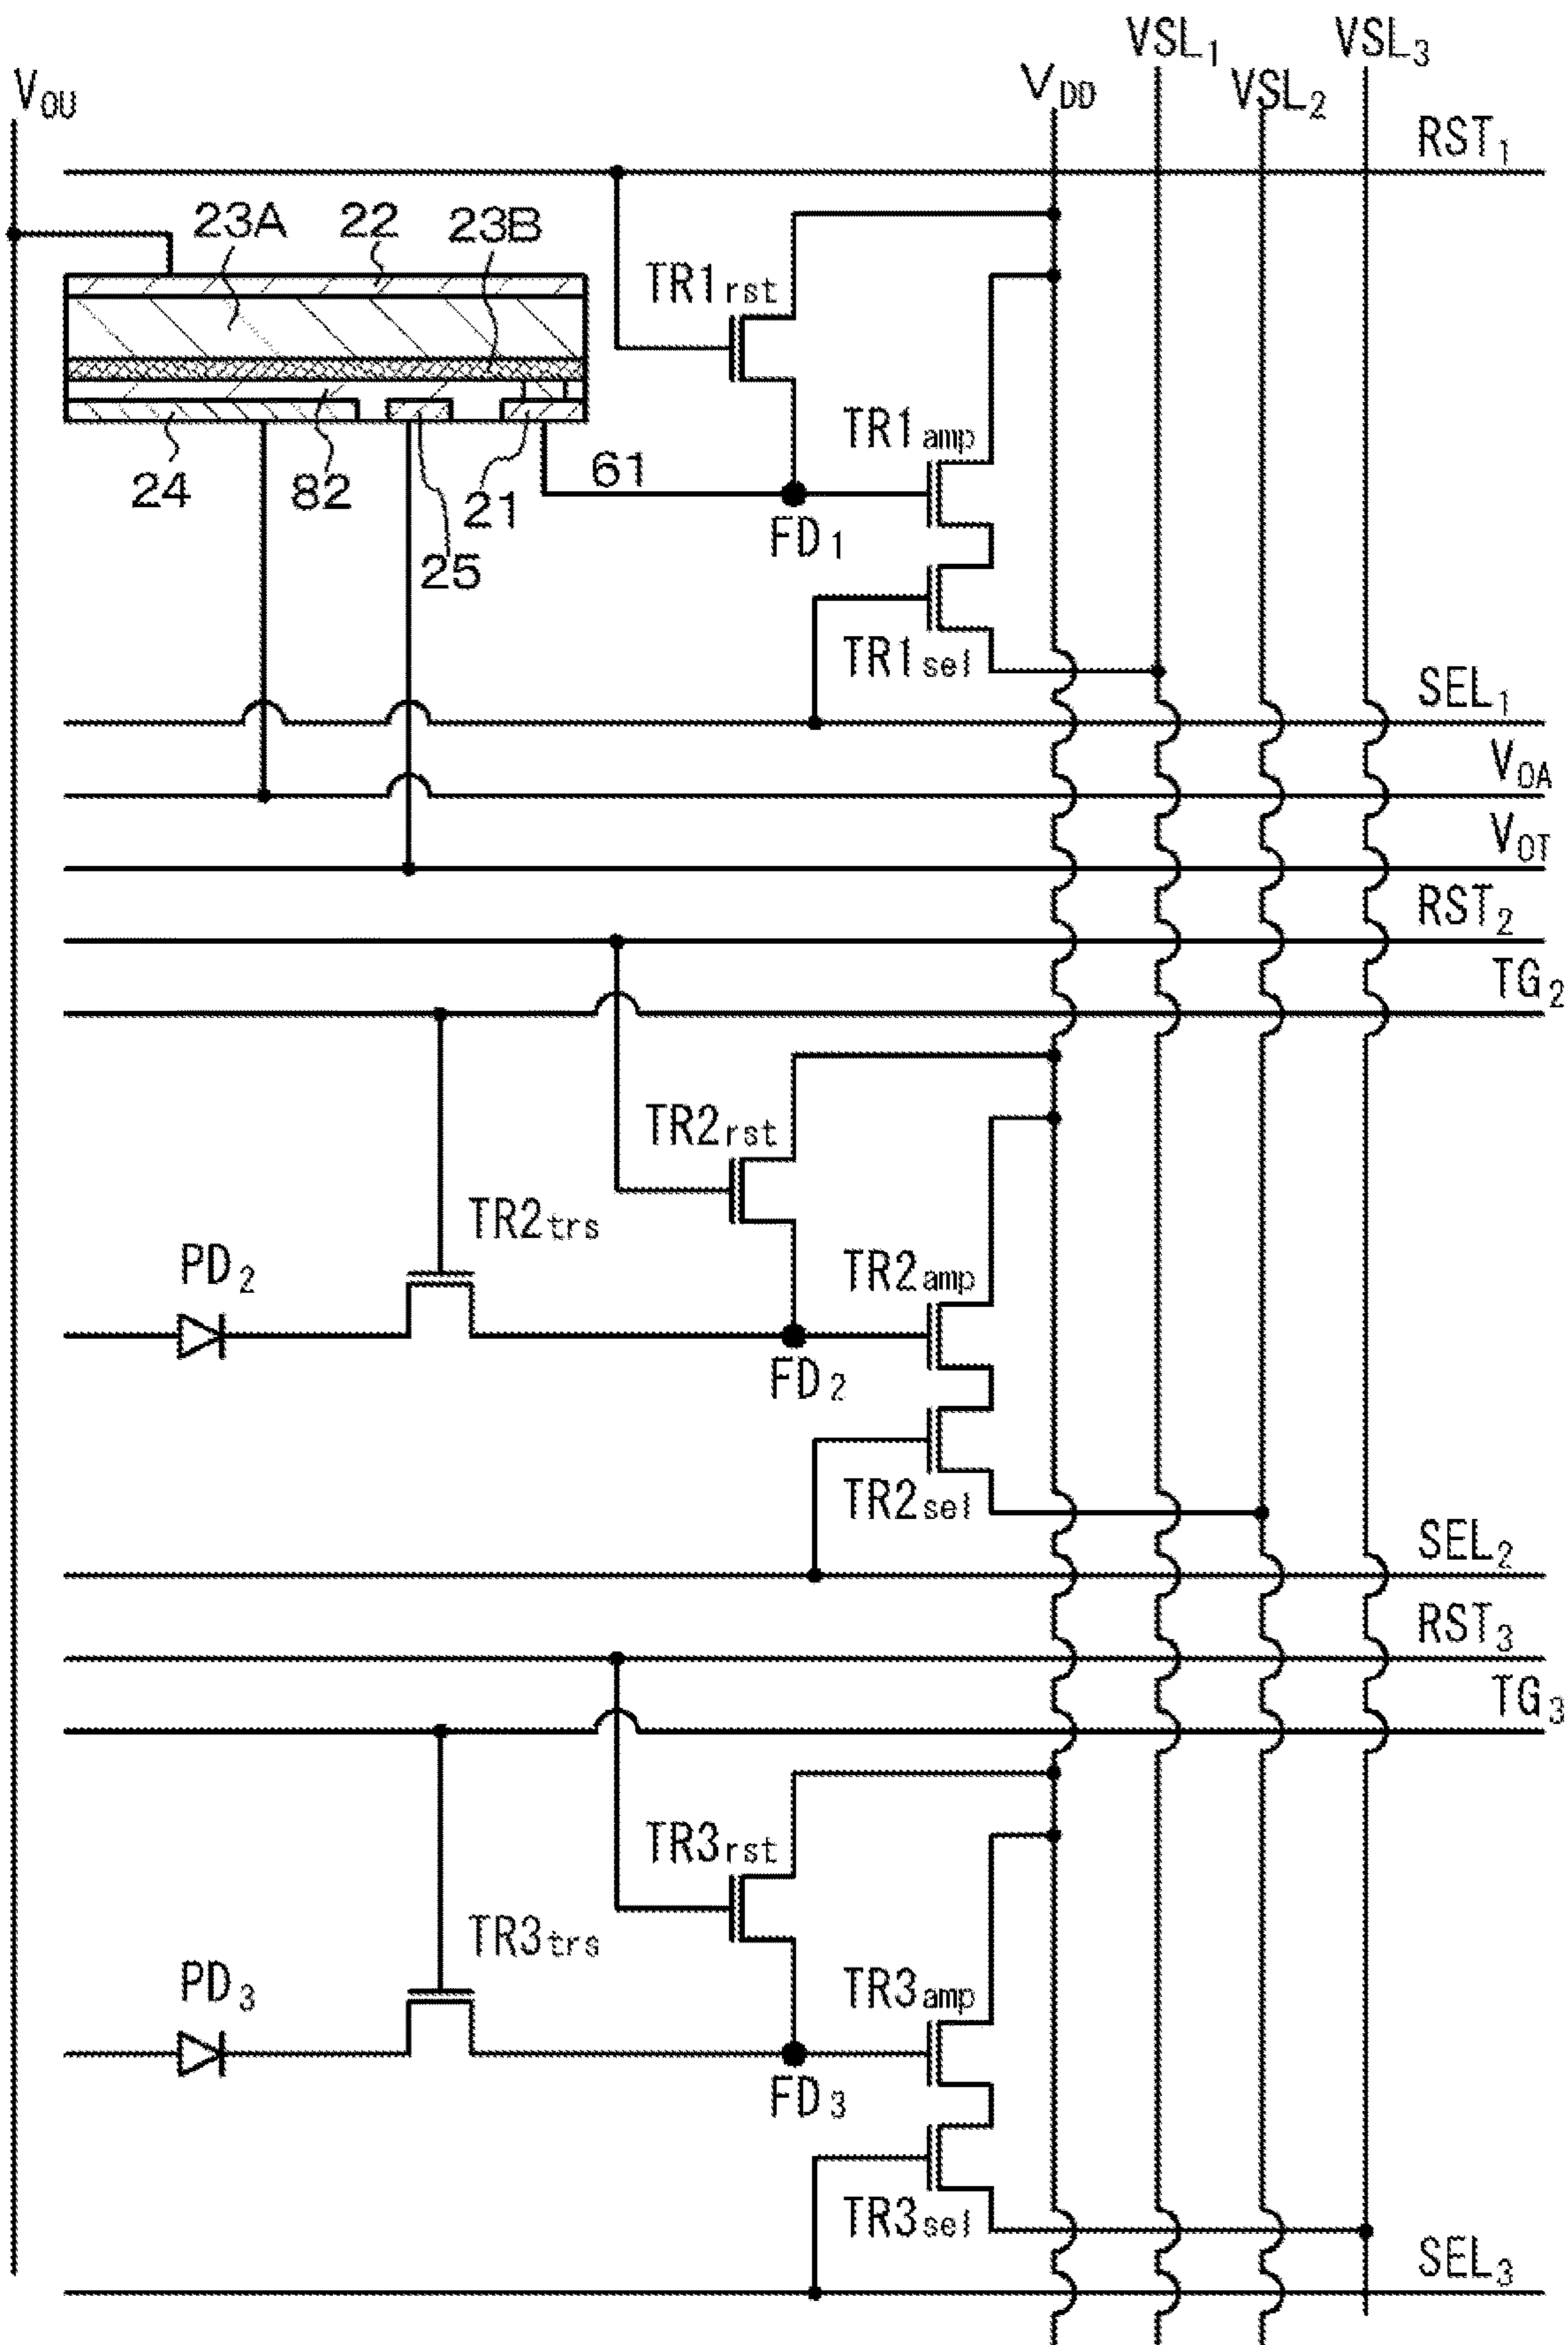 VSL1
VSL3
VOU
VDD
VSL2
RST1
23A
22
23B
TR1rst
TR1amp
24
82
21
61
FD1
25
TR1sel
SEL1
VOA
VOT
RST2
TG2
TR2rst
TR2trs
PD2
TR2amp
FD2
TR2sel
SEL2
RST3
TG3
TR3rst
TR3trs
PD3
TR3amp
FD3
TR3sel
SEL3